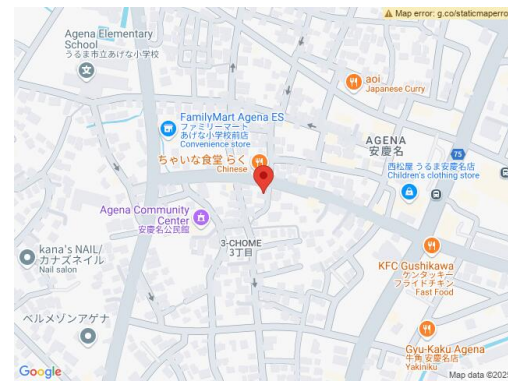 Map error: g.co/staticmaperro
Agena Elementary
School
うるま市立あげな小学校
aoi
Japanese Curry
FamilyMart Agena ES
ファミリーマート
あげな小学校前店
Convenience store
AGENA
安慶名
75
ちゃいな食堂 らく
Chinese
西松屋 うるま安慶名店
Children's clothing store
Agena Community
Center
安慶名公民館
3-CHOME
3丁目
kana's NAIL/
カナズネイル
Nail salon
KFC Gushikawa
ケンタッキー
フライドチキン
Fast Food
ベルメゾンアゲナ
Gyu-Kaku Agena
牛角 安慶名店
Yakiniku
Google
Map data ©2025